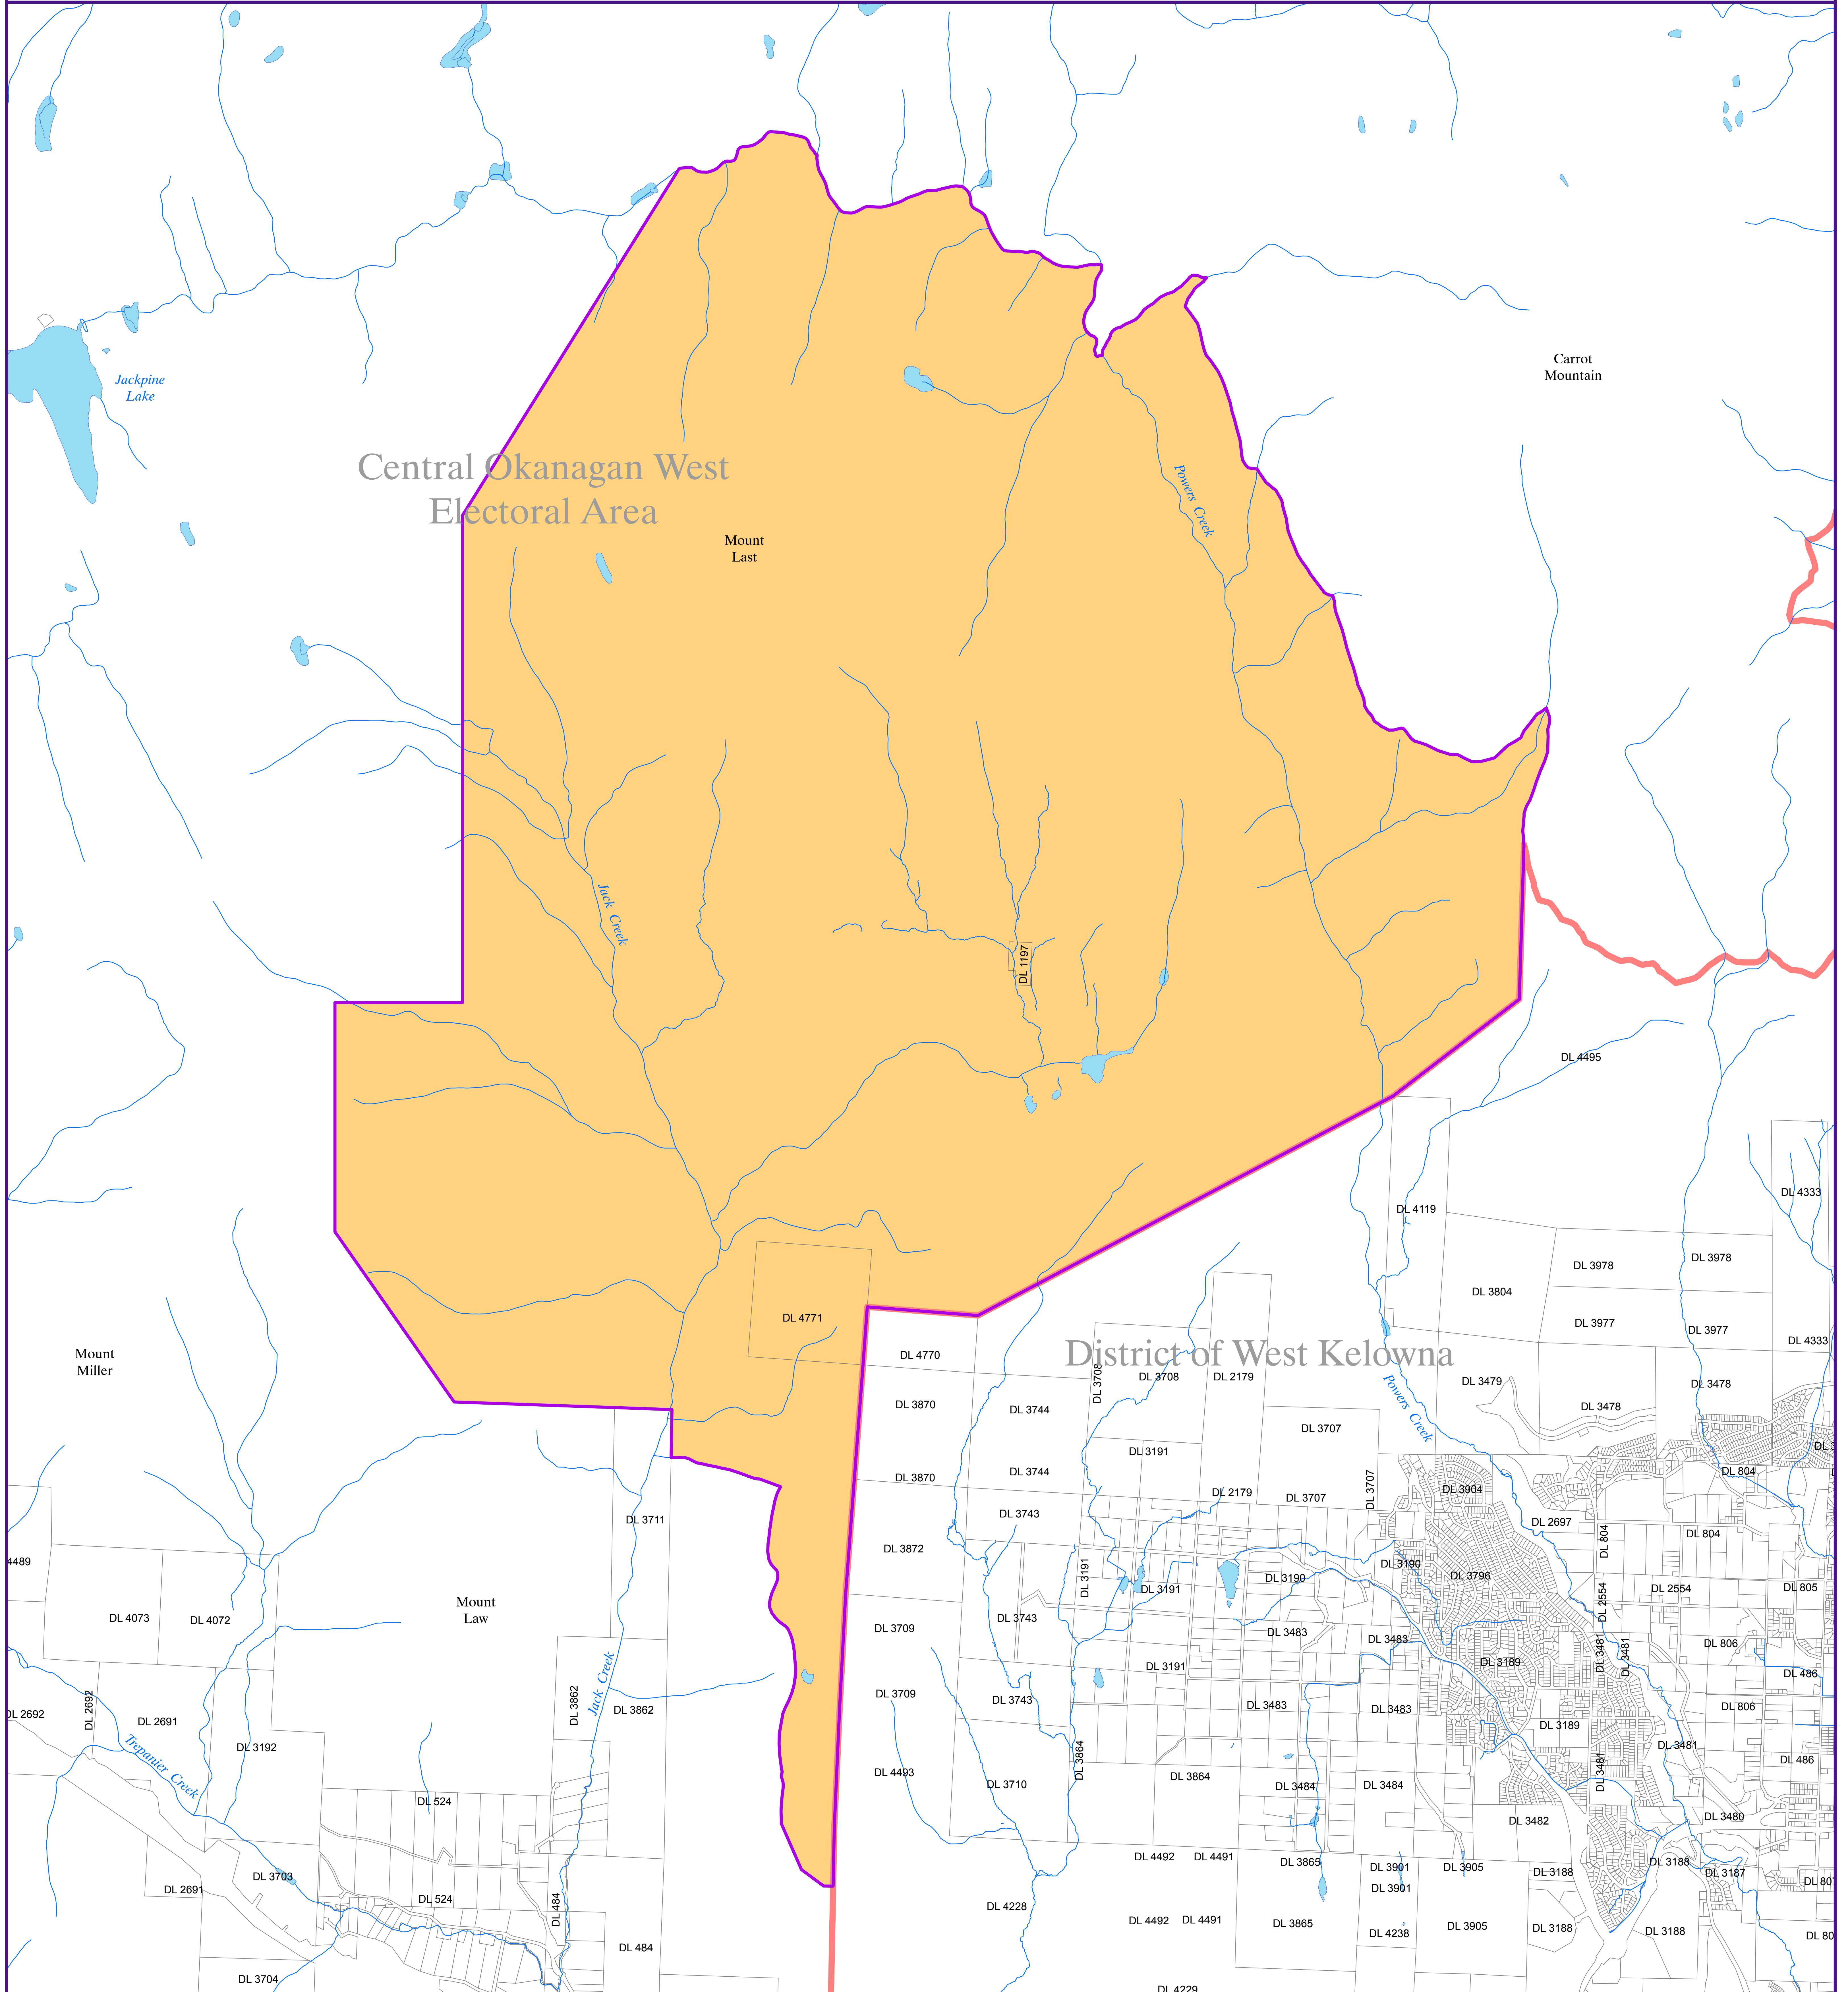 Carrot
Mountain
Jackpine
Lake
Central Okanagan West
Electoral Area
Powers Creek
Mount
Last
Jack Creek
DL 1197
DL 4495
DL 4333
DL 4119
DL 3978
DL 3978
DL 3804
DL 4771
DL 3977
DL 3977
DL 4333
Mount
Miller
District of West Kelowna
DL 4770
DL 3708
DL 3708
DL 2179
DL 3479
DL 3478
DL 3870
DL 3744
DL 3478
Powers Creek
DL 3707
DL 3191
DL 3870
DL 3744
DL 804
DL 3707
DL 2179
DL 3707
DL 3904
DL 3743
DL 3711
DL 2697
DL 804
DL 804
DL 3872
4489
DL 3190
DL 3191
DL 3190
DL 3796
DL 3191
DL 2554
DL 2554
DL 805
Mount
Law
DL 4073
DL 4072
DL 3743
DL 3709
DL 3483
DL 3483
DL 806
DL 3481
DL 3481
DL 3189
DL 3191
DL 486
DL 3709
DL 3743
DL 3483
DL 3483
DL 806
Jack Creek
DL 3862
DL 3862
DL 2692
DL 2692
DL 2691
DL 3189
DL 3192
DL 3481
DL 3864
DL 486
Trepanier Creek
DL 4493
DL 3710
DL 3864
DL 3484
DL 3484
DL 3481
DL 524
DL 3480
DL 3482
DL 4492
DL 4491
DL 3865
DL 3901
DL 3905
DL 3188
DL 3188
DL 3187
DL 3703
DL 2691
DL 3901
DL 807
DL 524
DL 484
DL 4228
DL 4492
DL 4491
DL 3865
DL 4238
DL 3905
DL 3188
DL 3188
DL 80
DL 484
DL 3704
DL 4229